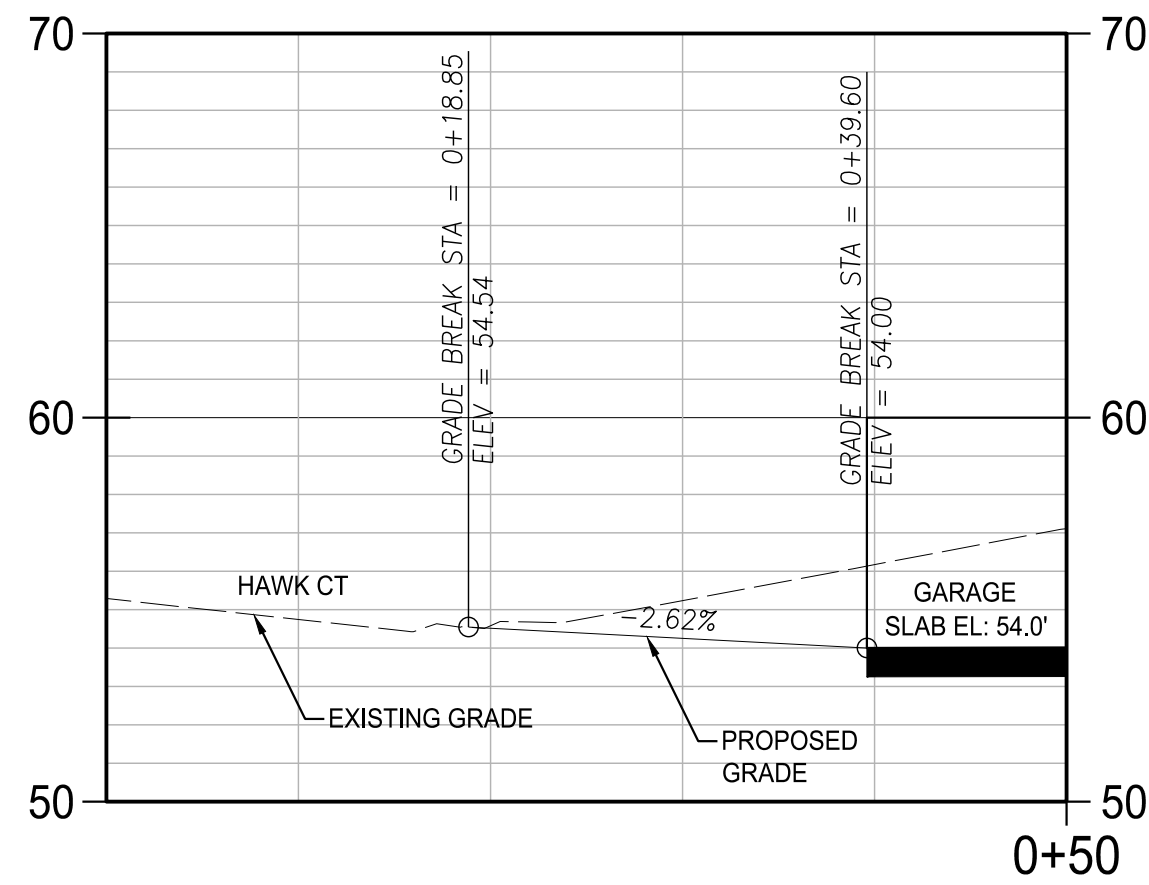 70
70
GRADE BREAK STA = 0+18.85
ELEV = 54.54
GRADE BREAK STA = 0+39.60
ELEV = 54.00
60
60
HAWK CT
-2.62%
GARAGE
SLAB EL: 54.0'
EXISTING GRADE
PROPOSED
GRADE
50
50
0+50